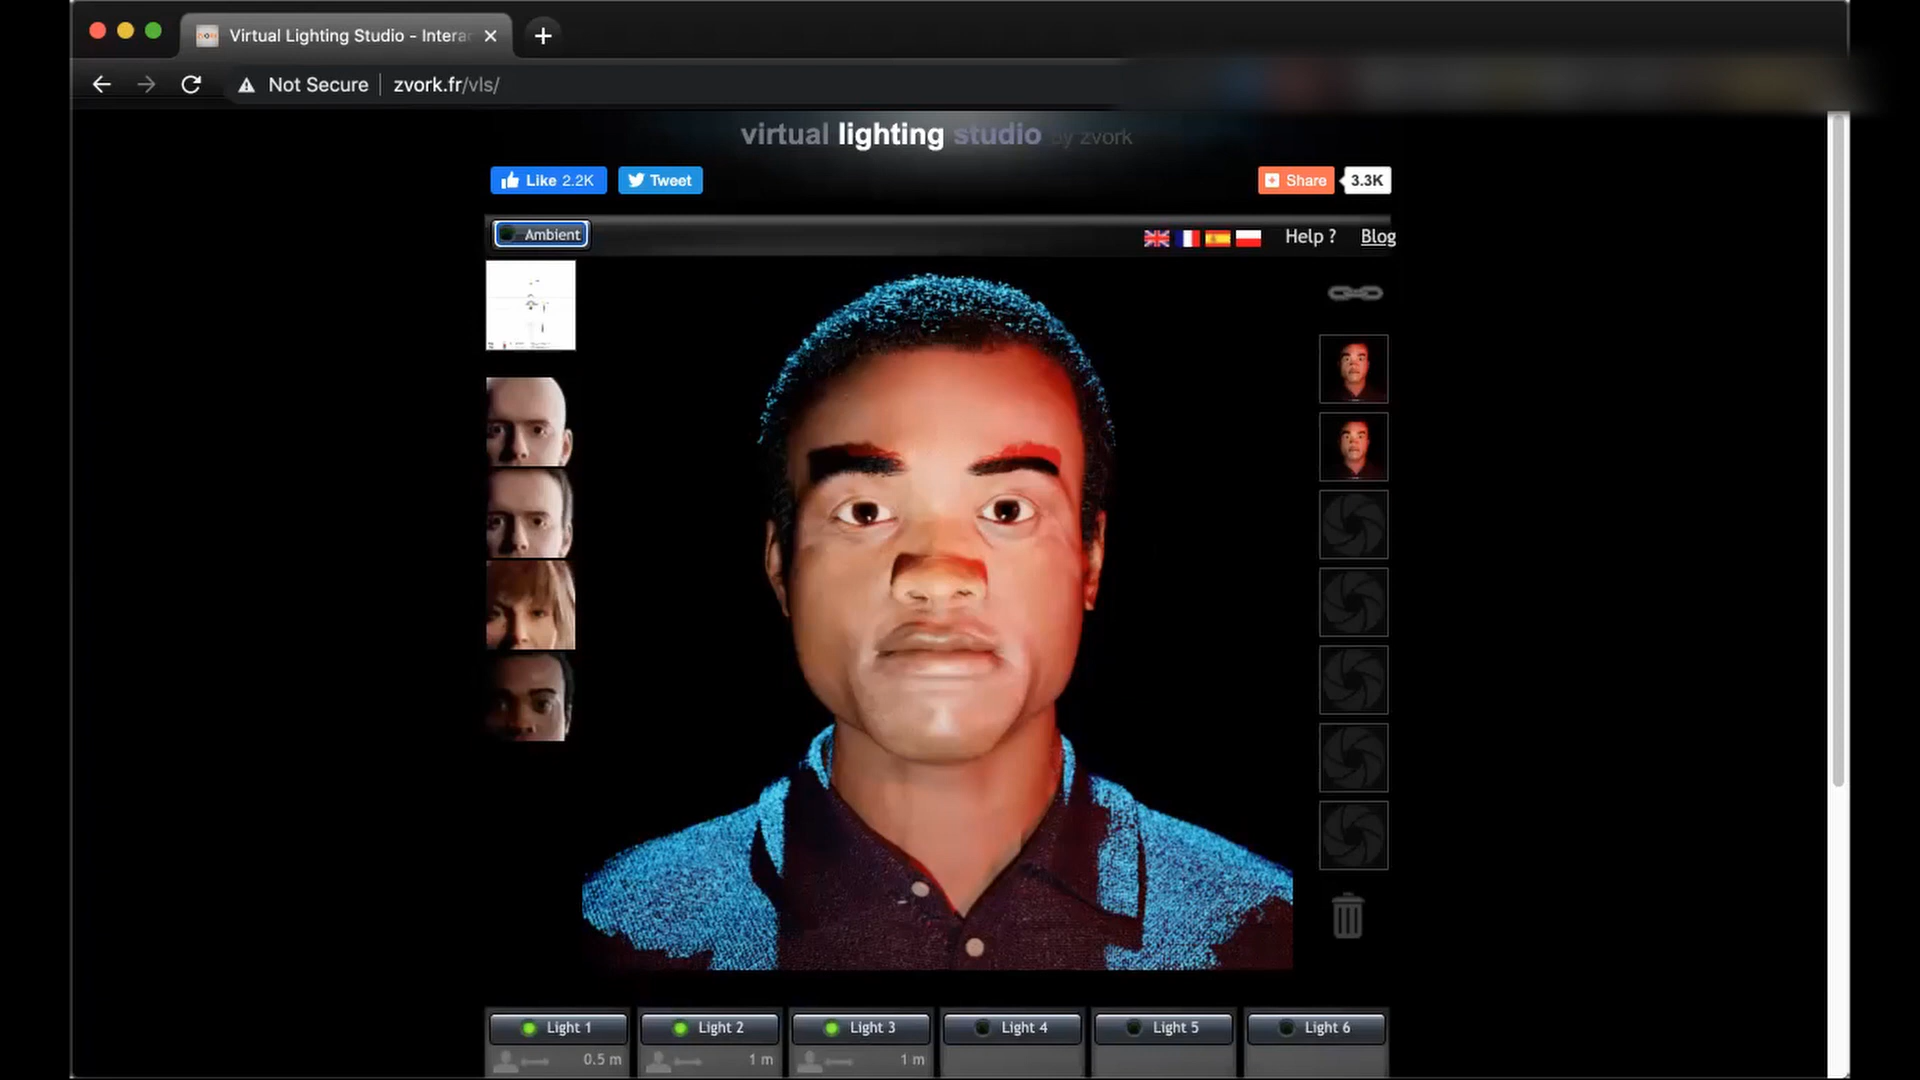 Virtual Lighting Studio - Intera
Not Secure zvork.fr/vls/
virtual lighting studio by zvork
Like 2.2K Tweet Share 3.3K
Ambient Help ? Blog
Light 1 Light 2 Light 3 Light 4 Light 5 Light 6
0.5 m 1 m 1 m